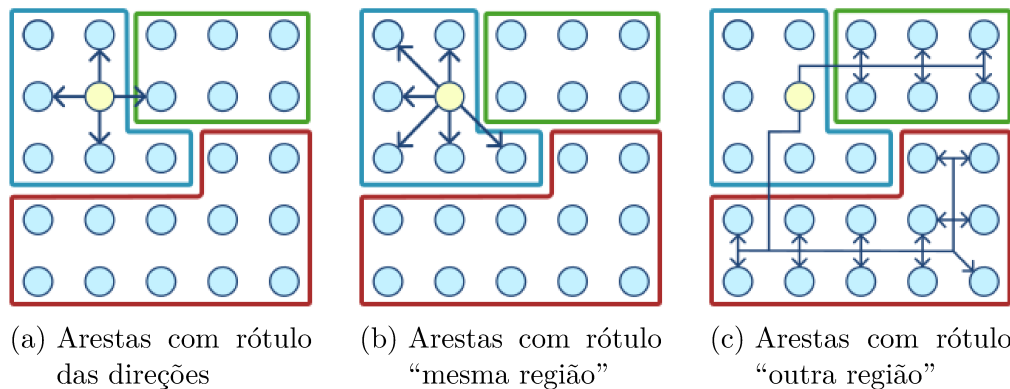 (a) Arestas com rótulo
das direções
(b) Arestas com rótulo
“mesma região”
(c) Arestas com rótulo
“outra região”